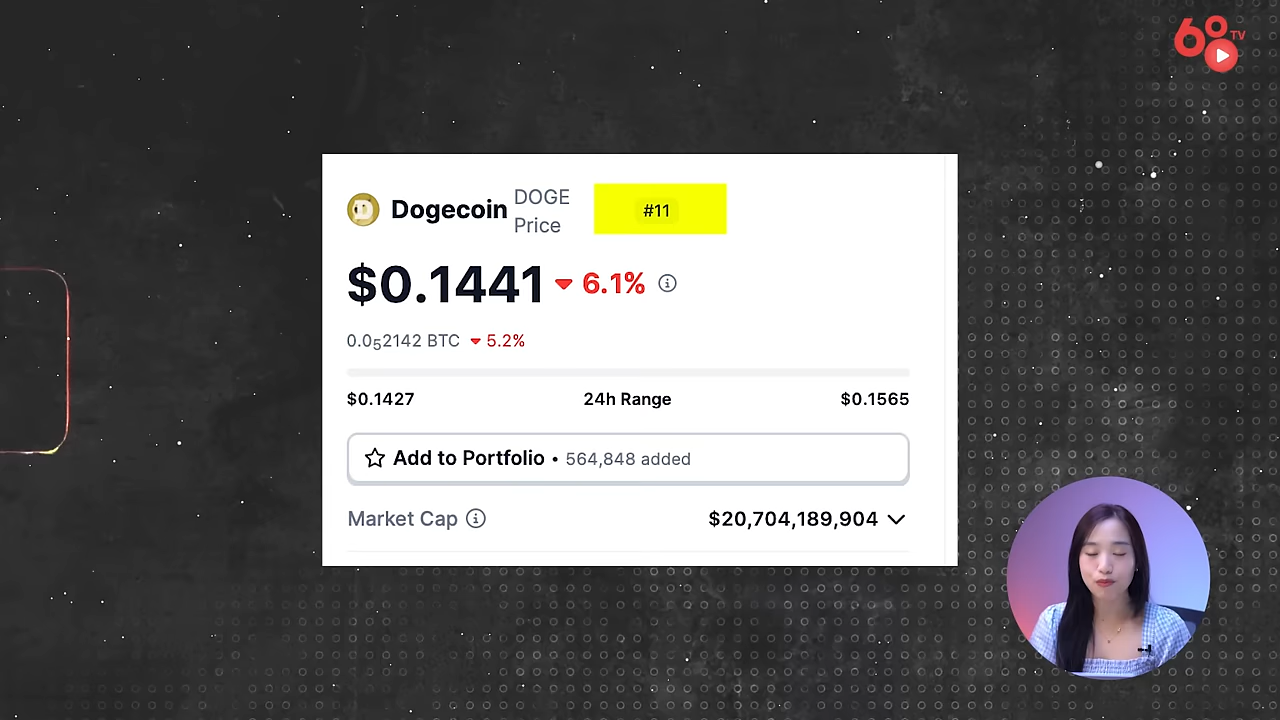 68 TV
Dogecoin DOGE Price #11
$0.1441 6.1%
0.0₅2142 BTC 5.2%
$0.1427 24h Range $0.1565
Add to Portfolio • 564,848 added
Market Cap $20,704,189,904